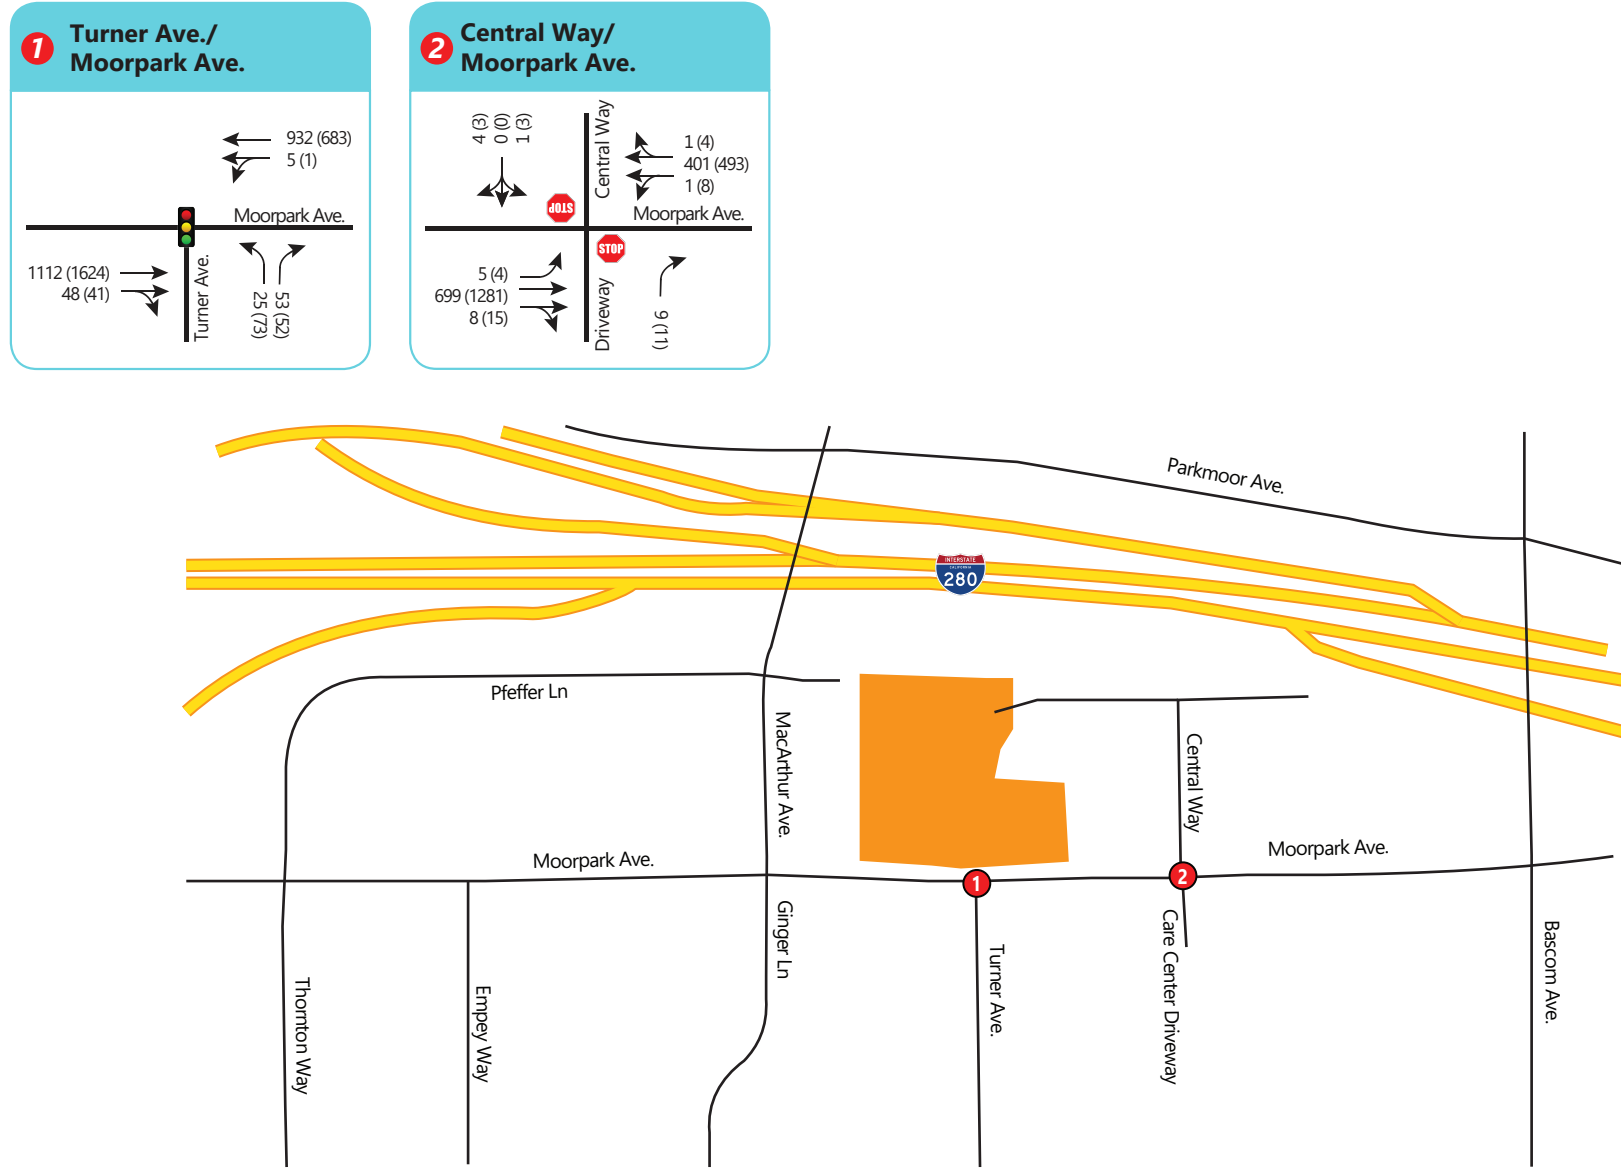 1
Turner Ave./
Moorpark Ave.
932 (683)
5 (1)
Moorpark Ave.
1112 (1624)
48 (41)
Turner Ave.
25 (73)
53 (52)
2
Central Way/
Moorpark Ave.
4 (3)
0 (0)
1 (3)
Central Way
1 (4)
401 (493)
1 (8)
STOP
Moorpark Ave.
STOP
5 (4)
699 (1281)
8 (15)
Driveway
9 (11)
Parkmoor Ave.
INTERSTATE
CALIFORNIA
280
Pfeffer Ln
MacArthur Ave.
Central Way
Moorpark Ave.
Moorpark Ave.
1
2
Ginger Ln
Turner Ave.
Care Center Driveway
Bascom Ave.
Thornton Way
Empey Way